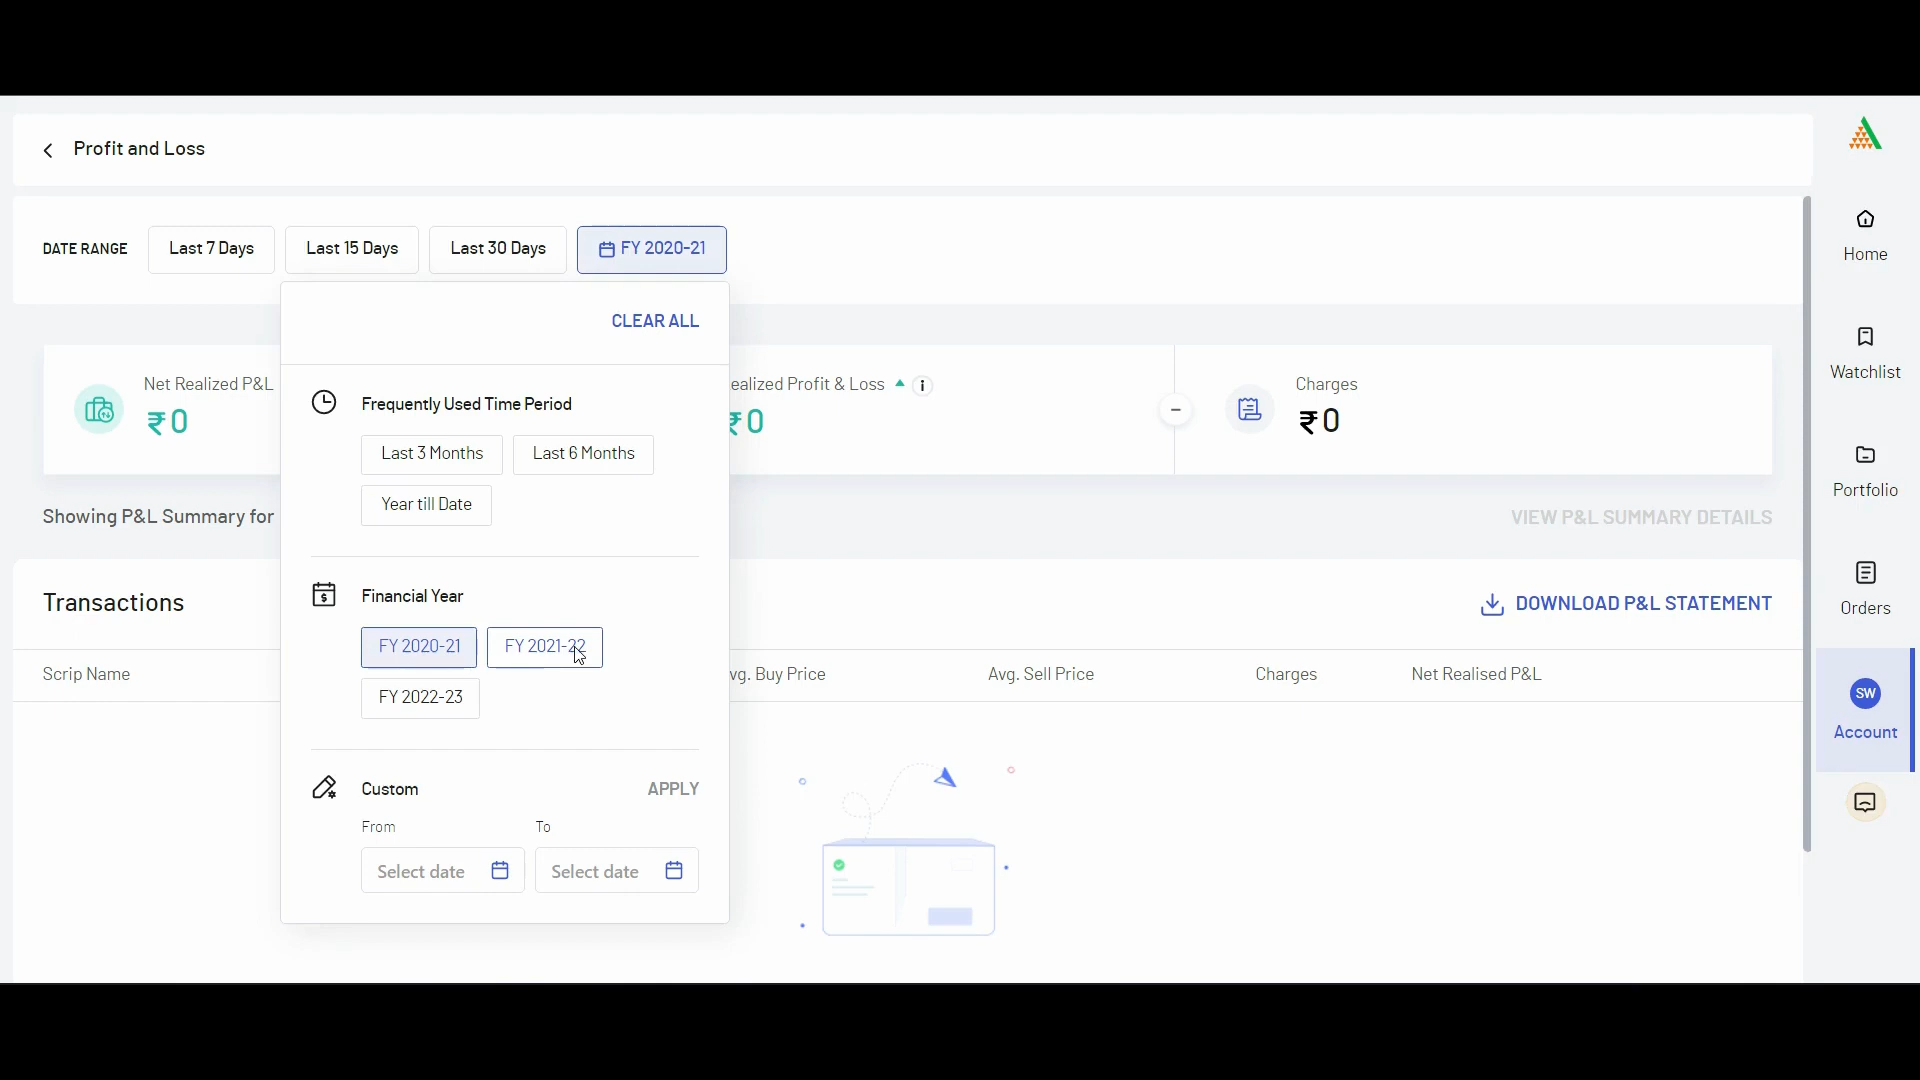 Profit and Loss
DATE RANGE Last 7 Days Last 15 Days Last 30 Days FY 2020-21
CLEAR ALL
Frequently Used Time Period
Last 3 Months Last 6 Months
Year till Date
Financial Year
FY 2020-21 FY 2021-22
FY 2022-23
Custom APPLY
From To
Select date Select date
Net Realized P&L
₹0
ealized Profit & Loss
₹0
Charges
₹0
Showing P&L Summary for
VIEW P&L SUMMARY DETAILS
Transactions
DOWNLOAD P&L STATEMENT
Scrip Name vg. Buy Price Avg. Sell Price Charges Net Realised P&L
Home
Watchlist
Portfolio
Orders
SW
Account